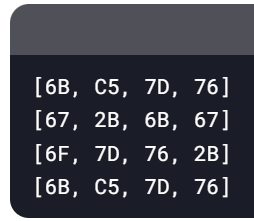 [6B, C5, 7D, 76]
[67, 2B, 6B, 67]
[6F, 7D, 76, 2B]
[6B, C5, 7D, 76]